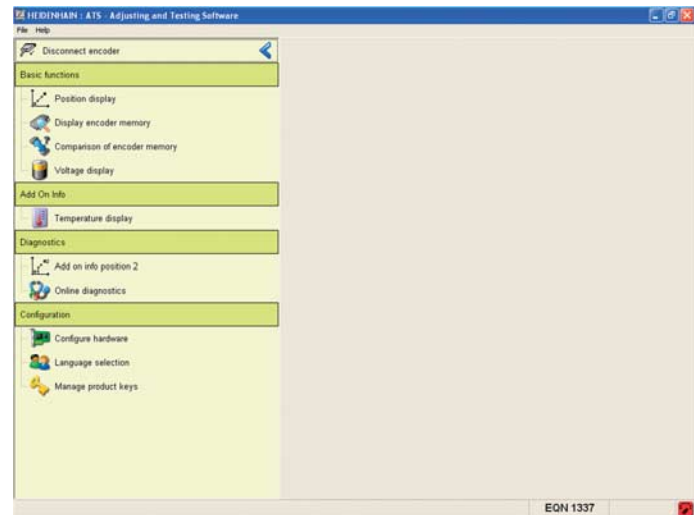 HEIDENHAIN : ATS - Adjusting and Testing Software
File Help
Disconnect encoder
Basic functions
Position display
Display encoder memory
Comparison of encoder memory
Voltage display
Add On Info
Temperature display
Diagnostics
Add on info position 2
Online diagnostics
Configuration
Configure hardware
Language selection
Manage product keys
EQN 1337